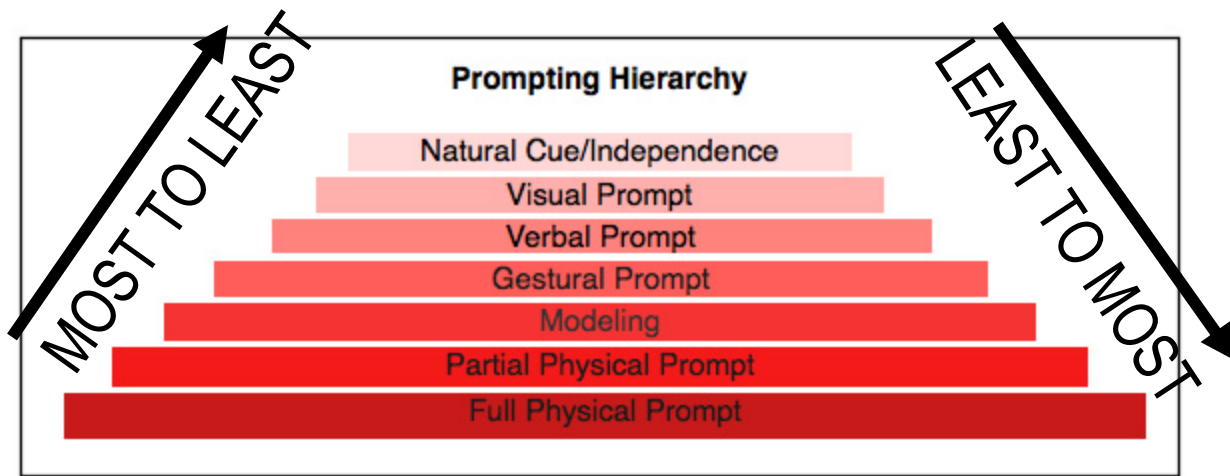 MOST TO LEAST
LEAST TO MOST
Prompting Hierarchy
Natural Cue/Independence
Visual Prompt
Verbal Prompt
Gestural Prompt
Modeling
Partial Physical Prompt
Full Physical Prompt